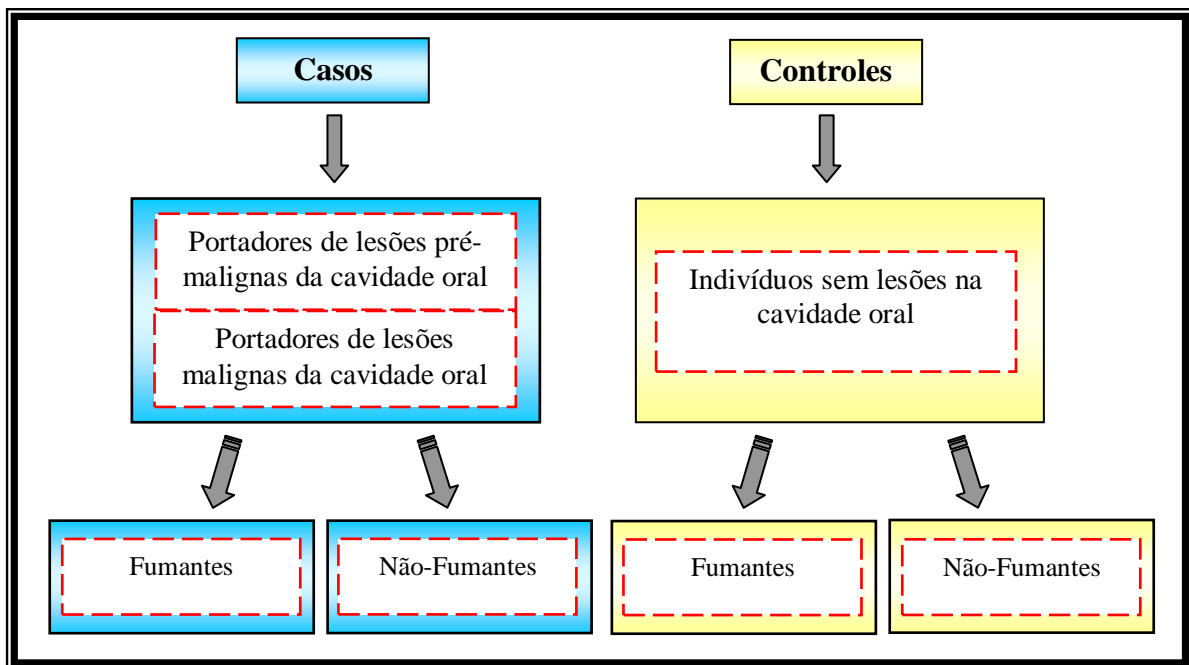 Casos
Controles
Portadores de lesões pré-
malignas da cavidade oral
Portadores de lesões
malignas da cavidade oral
Indivíduos sem lesões na
cavidade oral
Fumantes
Não-Fumantes
Fumantes
Não-Fumantes